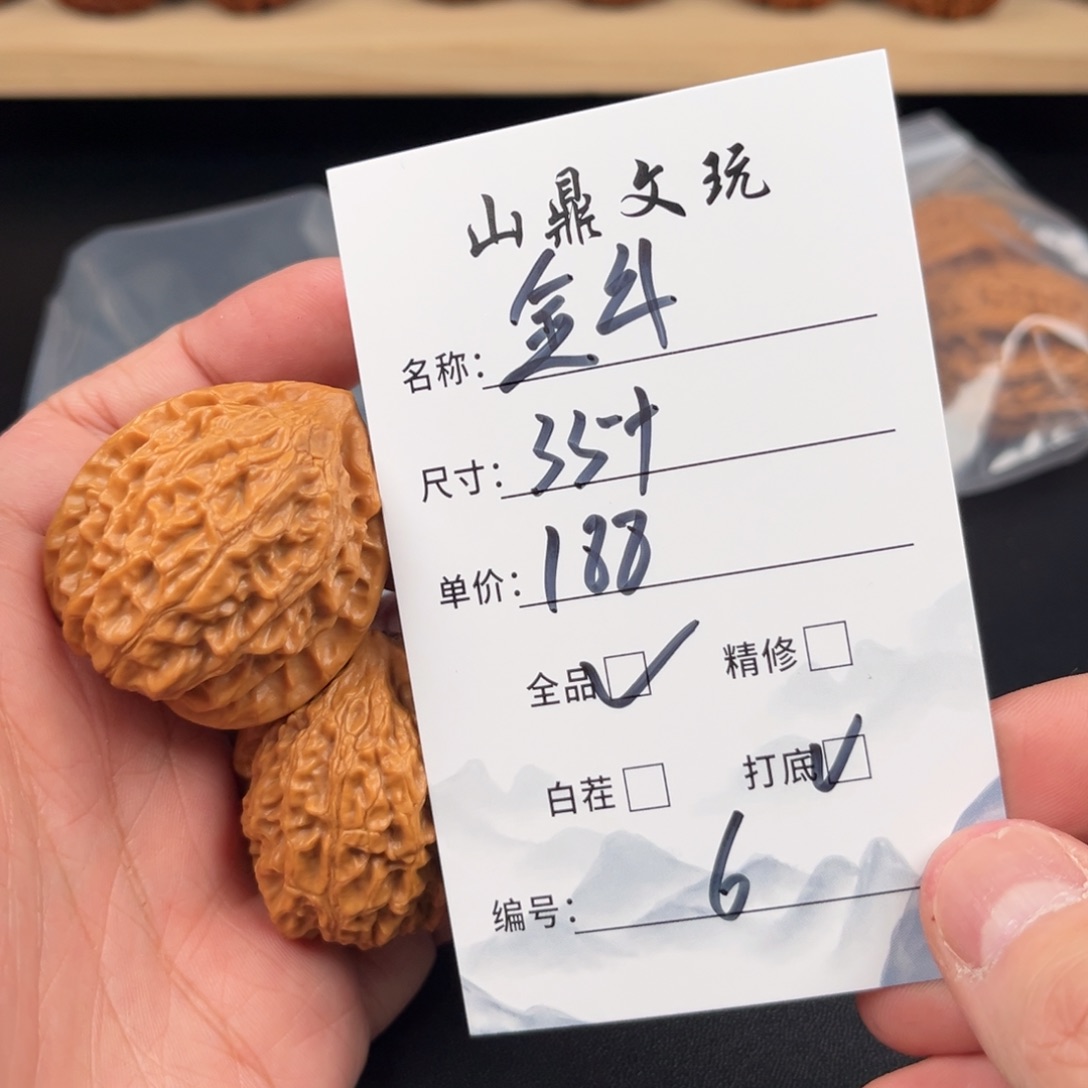 山鼎文玩
名称：金斗
尺寸：35+
单价：188
全品 ✓ 精修 □
白茬 □ 打底 ✓
编号：6